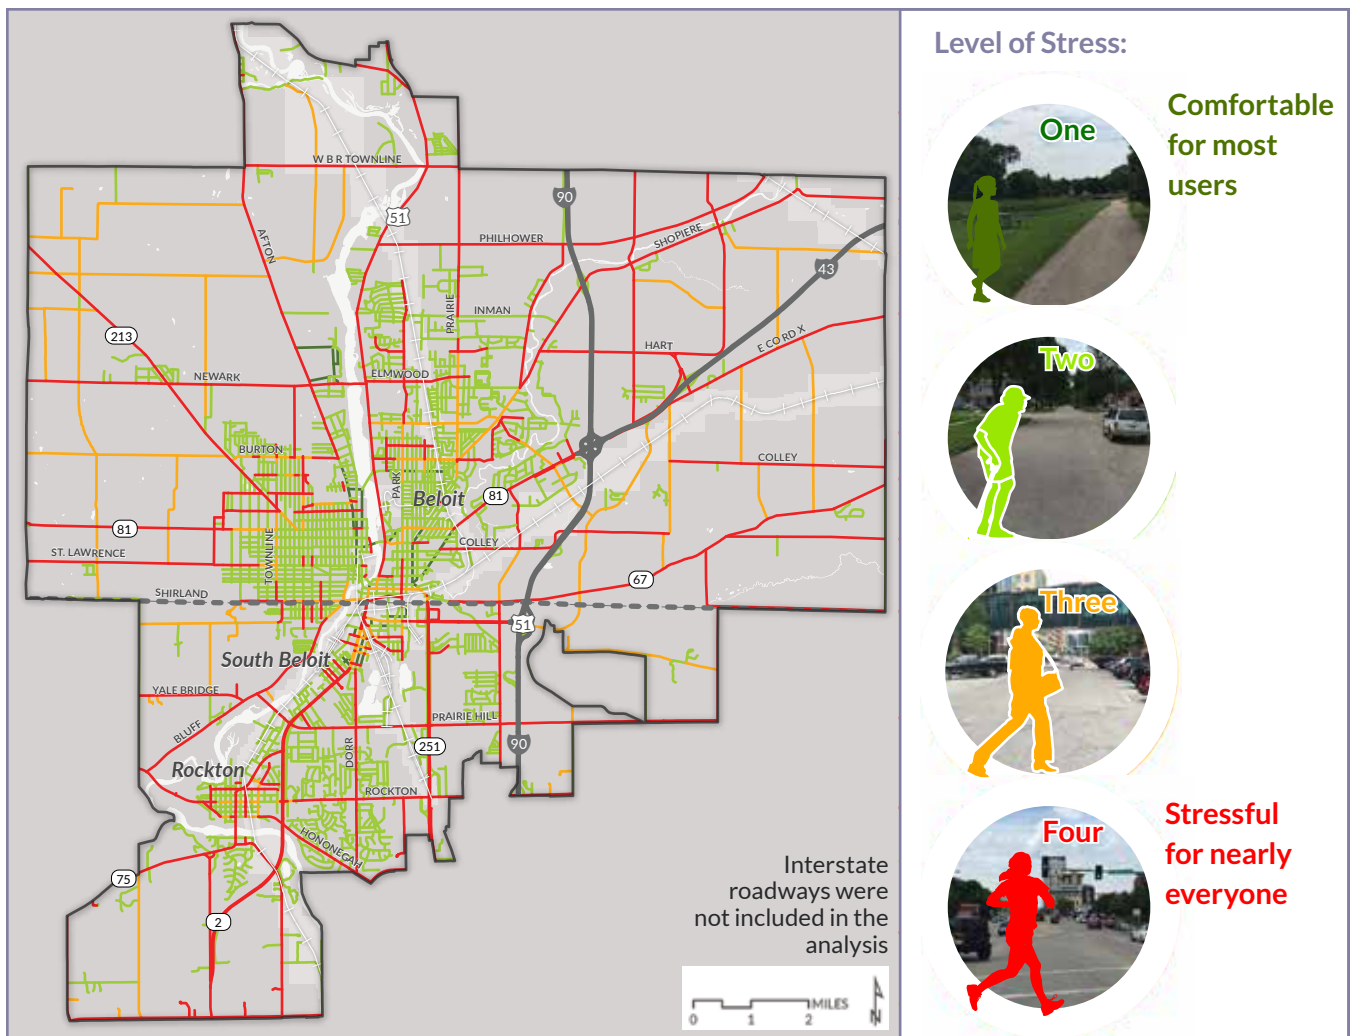 W B R TOWNLINE
51
90
PHILHOWER
SHOPIERE
AFTON
43
PRAIRIE
INMAN
213
HART
E CO RD X
NEWARK
ELMWOOD
BURTON
COLLEY
PARK
Beloit
81
81
TOWNLINE
COLLEY
ST. LAWRENCE
67
SHIRLAND
51
South Beloit
YALE BRIDGE
BLUFF
PRAIRIE HILL
DORR
251
90
Rockton
ROCKTON
HONONEGAH
75
2
Interstate
roadways were
not included in the
analysis
MILES
0 1 2
N
Level of Stress:
One
Comfortable
for most
users
Two
Three
Four
Stressful
for nearly
everyone